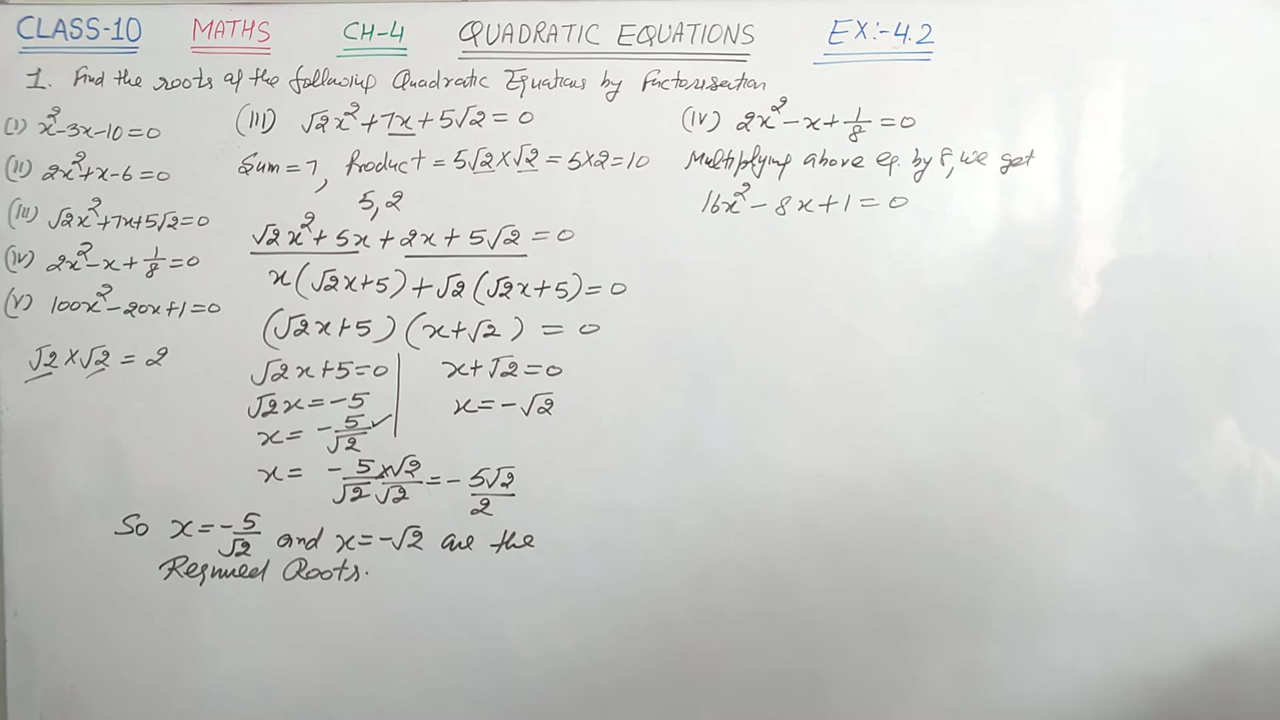 CLASS-10 MATHS CH-4 QUADRATIC EQUATIONS EX:-4.2
1. Find the roots of the following Quadratic Equations by Factorisation
(i) x²-3x-10=0
(ii) 2x²+x-6=0
(iii) √2x²+7x+5√2=0
(iv) 2x²-x+1/8=0
(v) 100x²-20x+1=0
√2×√2=2
(iii) √2x²+7x+5√2=0
Sum=7, Product=5√2×√2=5×2=10
5,2
√2x²+5x+2x+5√2=0
x(√2x+5)+√2(√2x+5)=0
(√2x+5)(x+√2)=0
√2x+5=0 x+√2=0
√2x=-5 x=-√2
x=-5/√2 ✓
x=-5/√2×√2/√2=-5√2/2
So x=-5/√2 and x=-√2 are the
Required Roots.
(iv) 2x²-x+1/8=0
Multiplying above eq. by 8, we get
16x²-8x+1=0